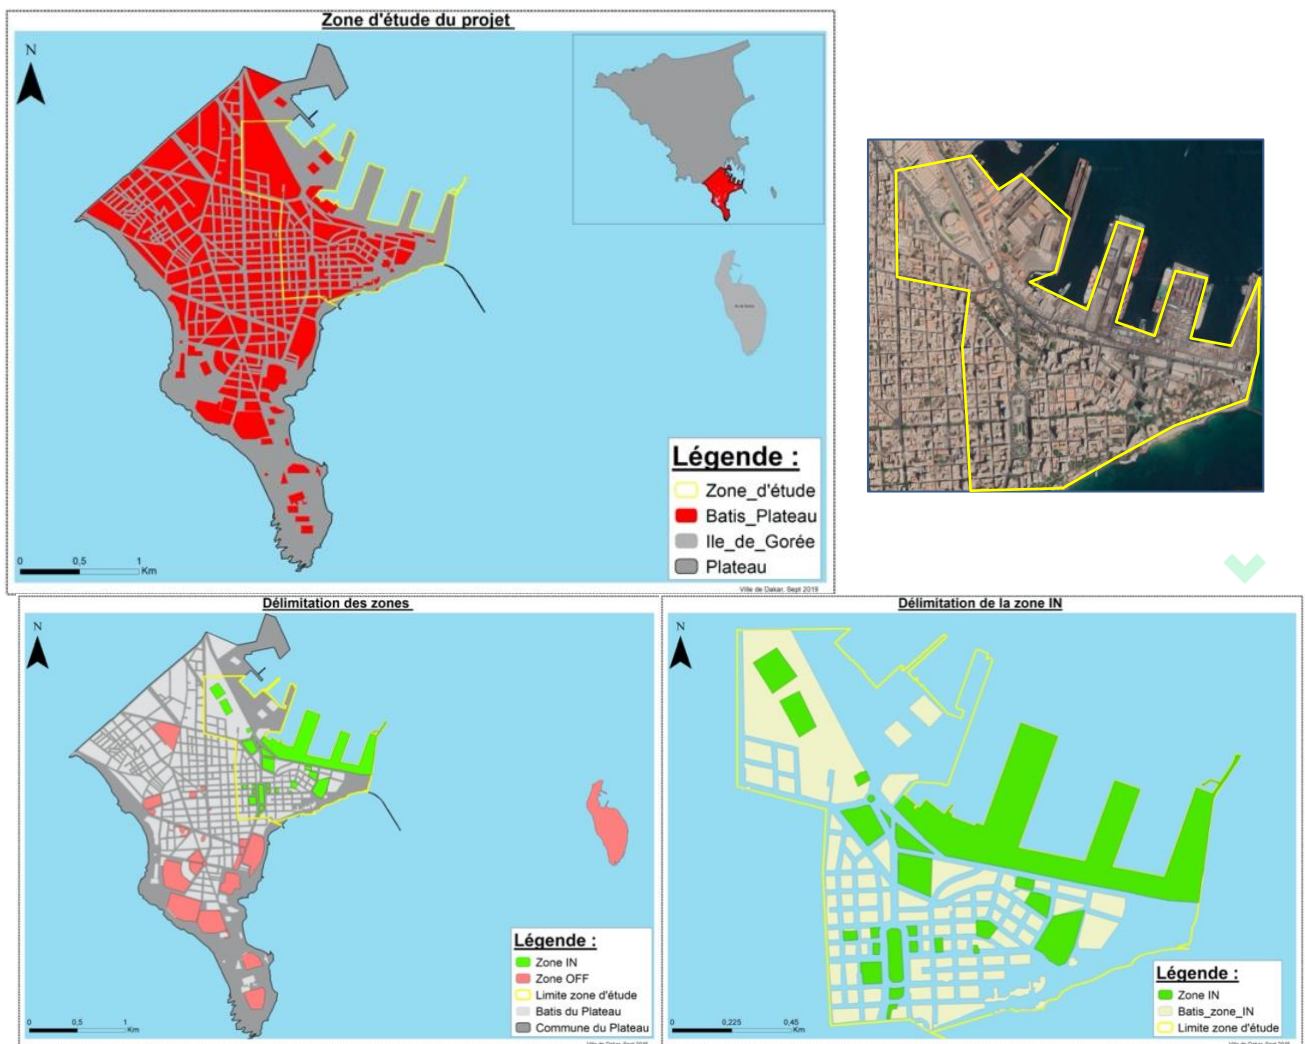 Zone d'étude du projet
N
Légende :
Zone_d'étude
Batis_Plateau
Ile_de_Gorée
Plateau
0 0,5 1
Km
Ville de Dakar, Sept 2019
Délimitation des zones
N
Légende :
Zone IN
Zone OFF
Limite zone d'étude
Batis du Plateau
Commune du Plateau
0 0,5 1
Km
Délimitation de la zone IN
N
Légende :
Zone IN
Batis_zone_IN
Limite zone d'étude
0 0,225 0,45
Km